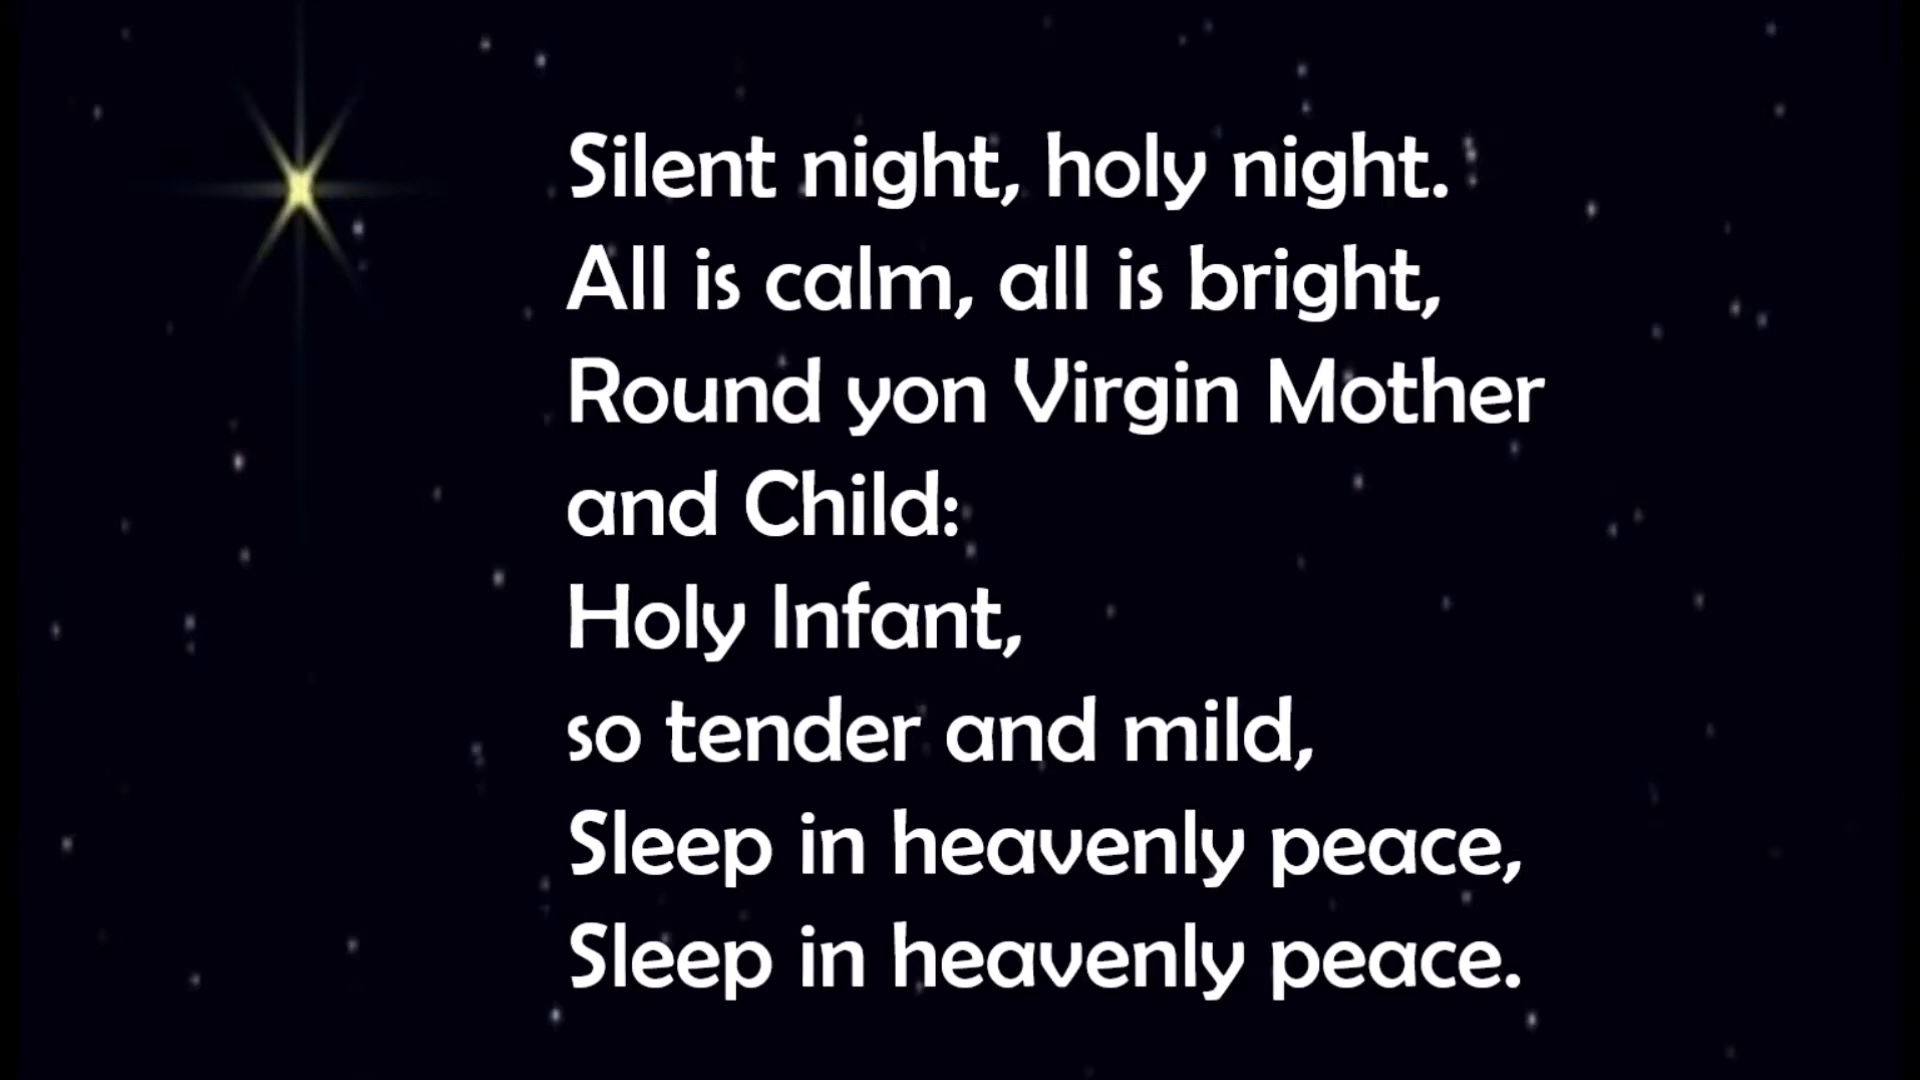 Silent night, holy night.
All is calm, all is bright,
Round yon Virgin Mother
and Child:
Holy Infant,
so tender and mild,
Sleep in heavenly peace,
Sleep in heavenly peace.